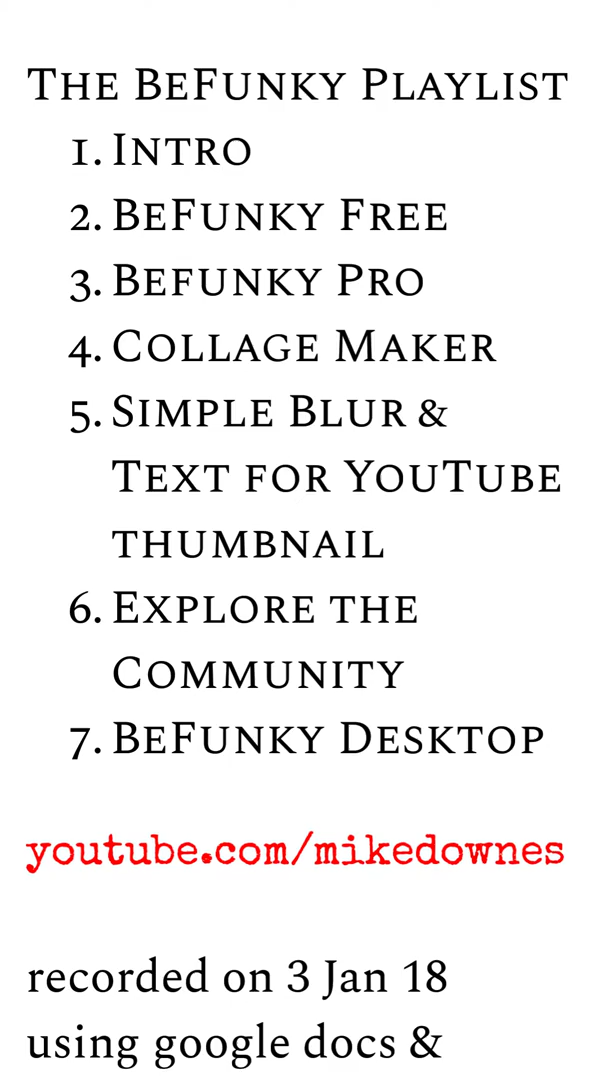 The BeFunky Playlist
1. Intro
2. BeFunky Free
3. Befunky Pro
4. Collage Maker
5. Simple Blur &
Text for YouTube
thumbnail
6. Explore the
Community
7. BeFunky Desktop
youtube.com/mikedownes
recorded on 3 Jan 18
using google docs &